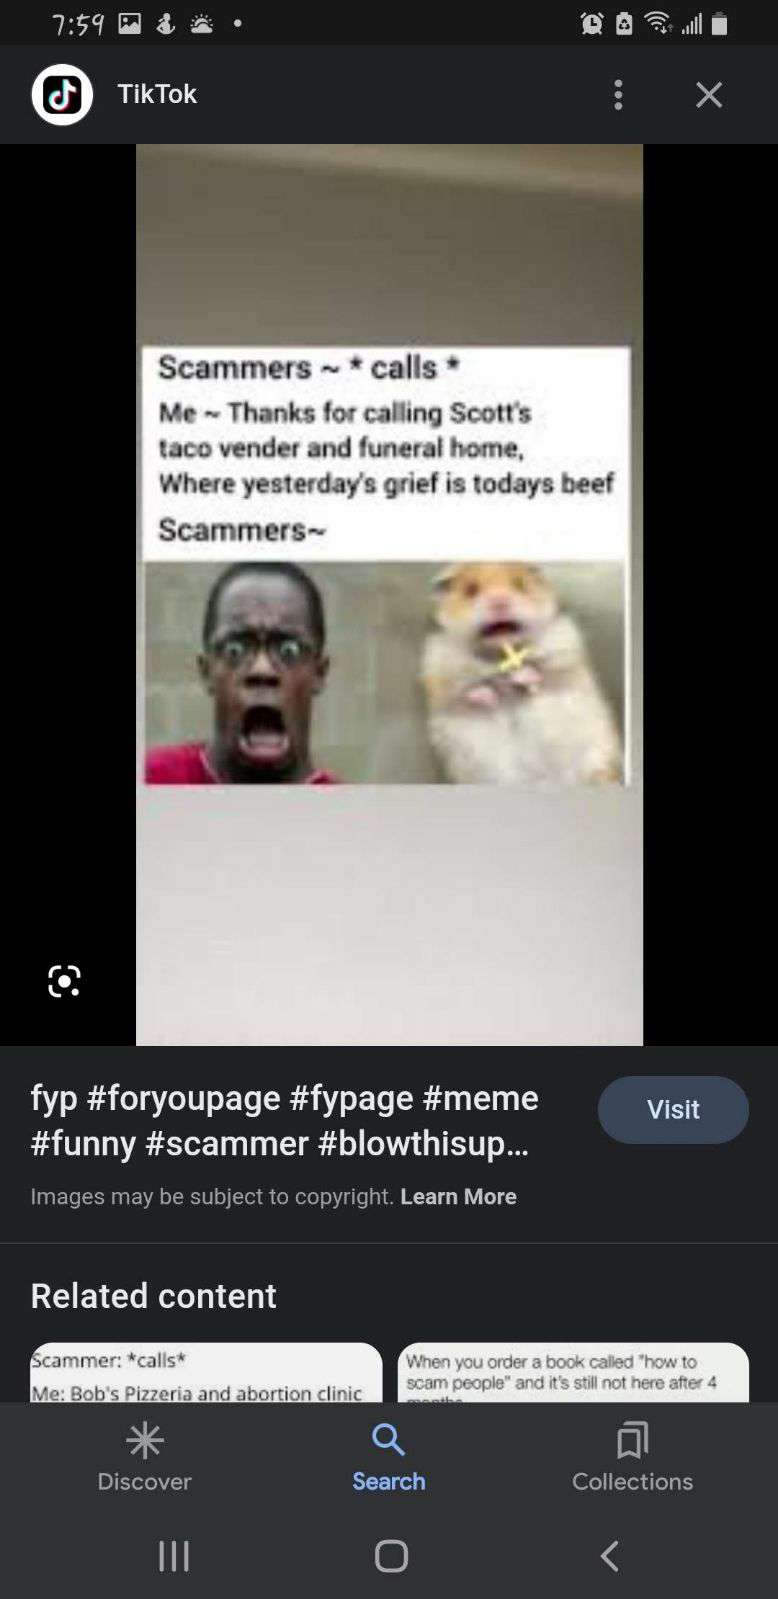 7:59
TikTok
Scammers ~ * calls *
Me ~ Thanks for calling Scott's
taco vender and funeral home,
Where yesterday's grief is todays beef
Scammers~
fyp #foryoupage #fypage #meme
#funny #scammer #blowthisup...
Visit
Images may be subject to copyright. Learn More
Related content
Scammer: *calls*
Me: Bob's Pizzeria and abortion clinic
When you order a book called "how to
scam people" and it's still not here after 4
Discover
Search
Collections